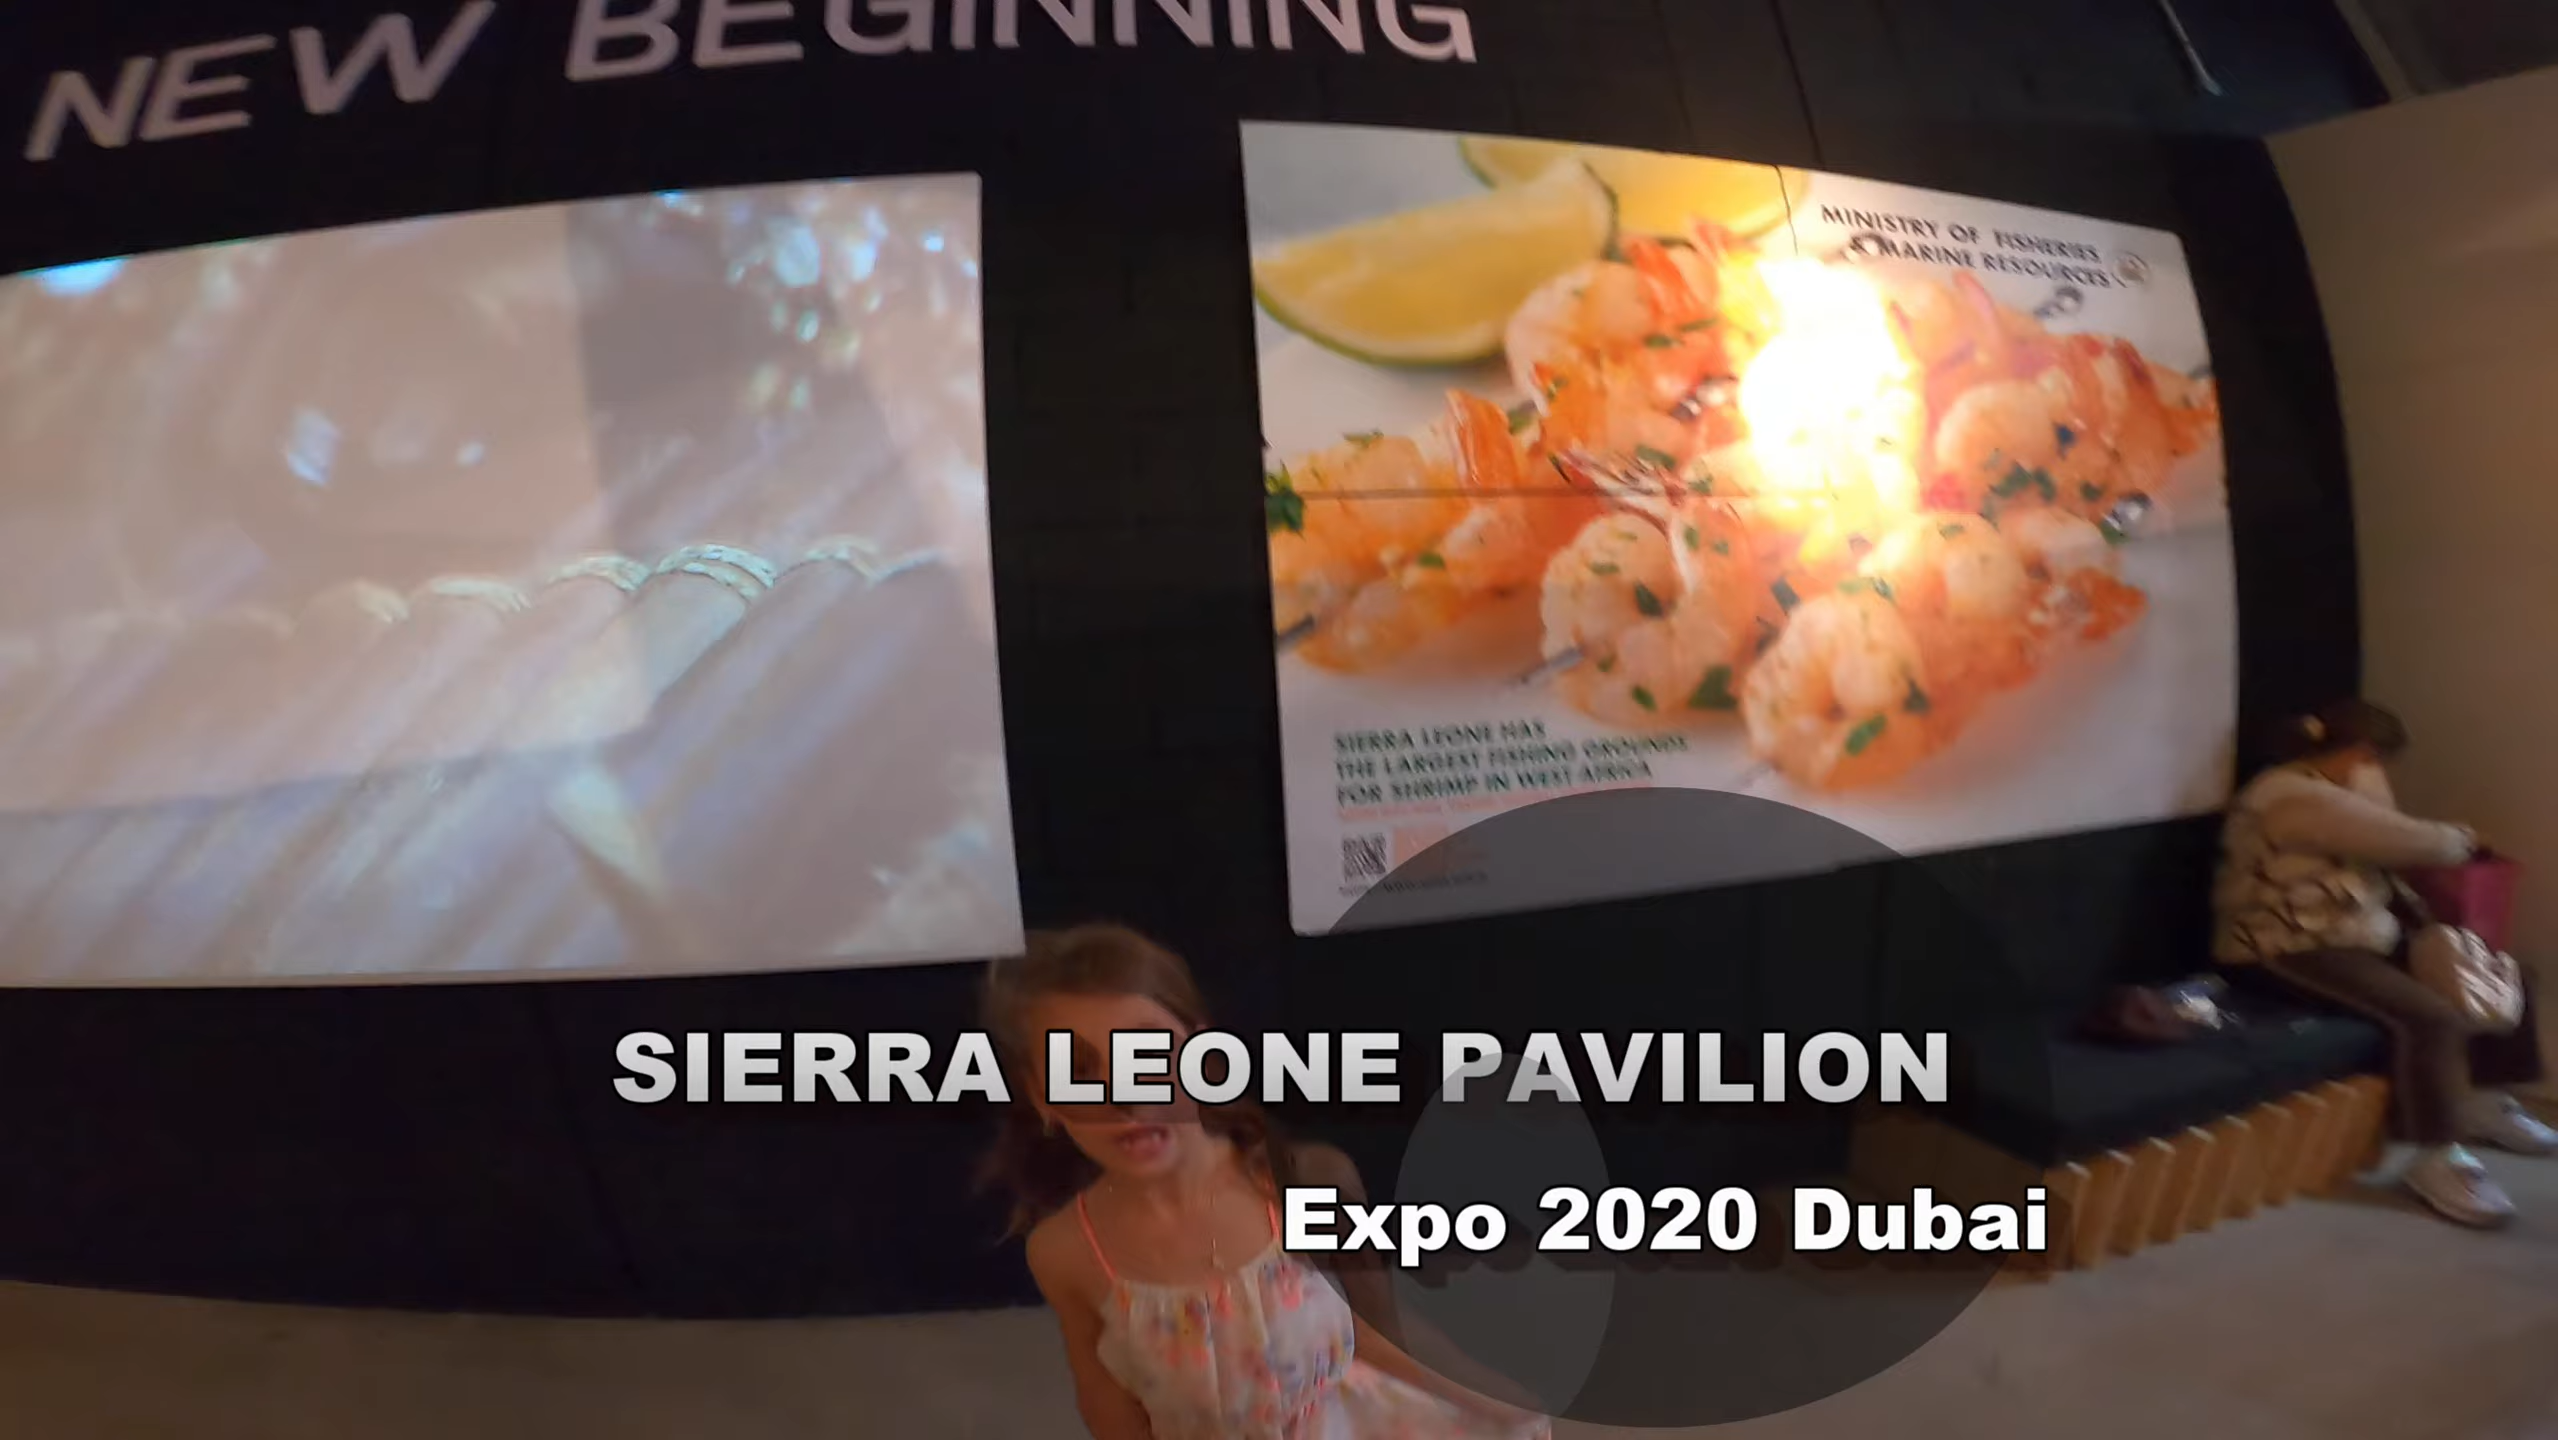 NEW BEGINNING
MINISTRY OF FISHERIES
& MARINE RESOURCES
SIERRA LEONE HAS
THE LARGEST FISHING GROUNDS
FOR SHRIMP IN WEST AFRICA
SIERRA LEONE PAVILION
Expo 2020 Dubai